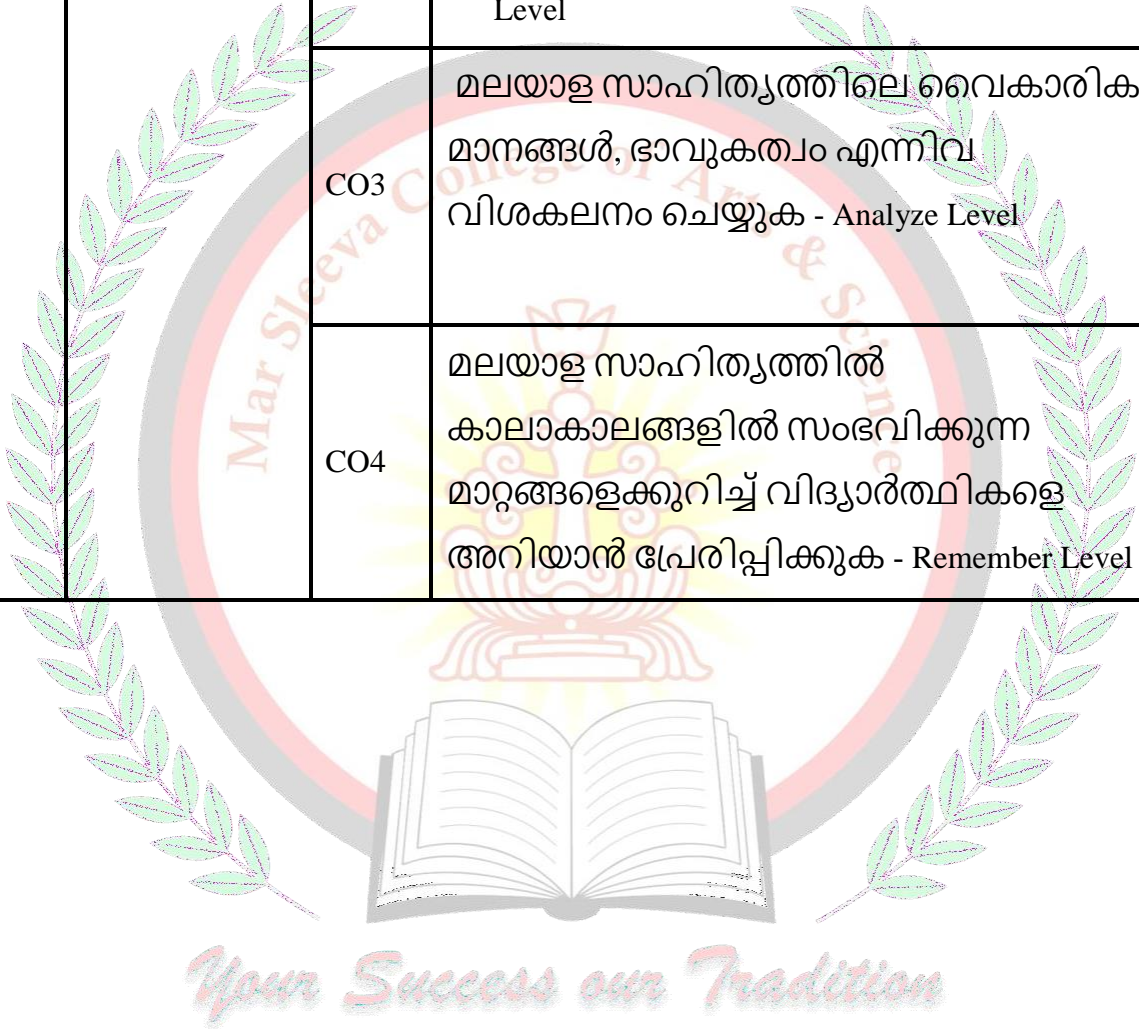 Level
മലയാള സാഹിത്യത്തിലെ വൈകാരിക
മാനങ്ങൾ, ഭാവുകത്വം എന്നിവ
CO3
വിശകലനം ചെയ്യുക - Analyze Level
മലയാള സാഹിത്യത്തിൽ
കാലാകാലങ്ങളിൽ സംഭവിക്കുന്ന
CO4
മാറ്റങ്ങളെക്കുറിച്ച് വിദ്യാർത്ഥികളെ
അറിയാൻ പ്രേരിപ്പിക്കുക - Remember Level
Mar Sleeva College of Arts & Science
Your Success our Tradition